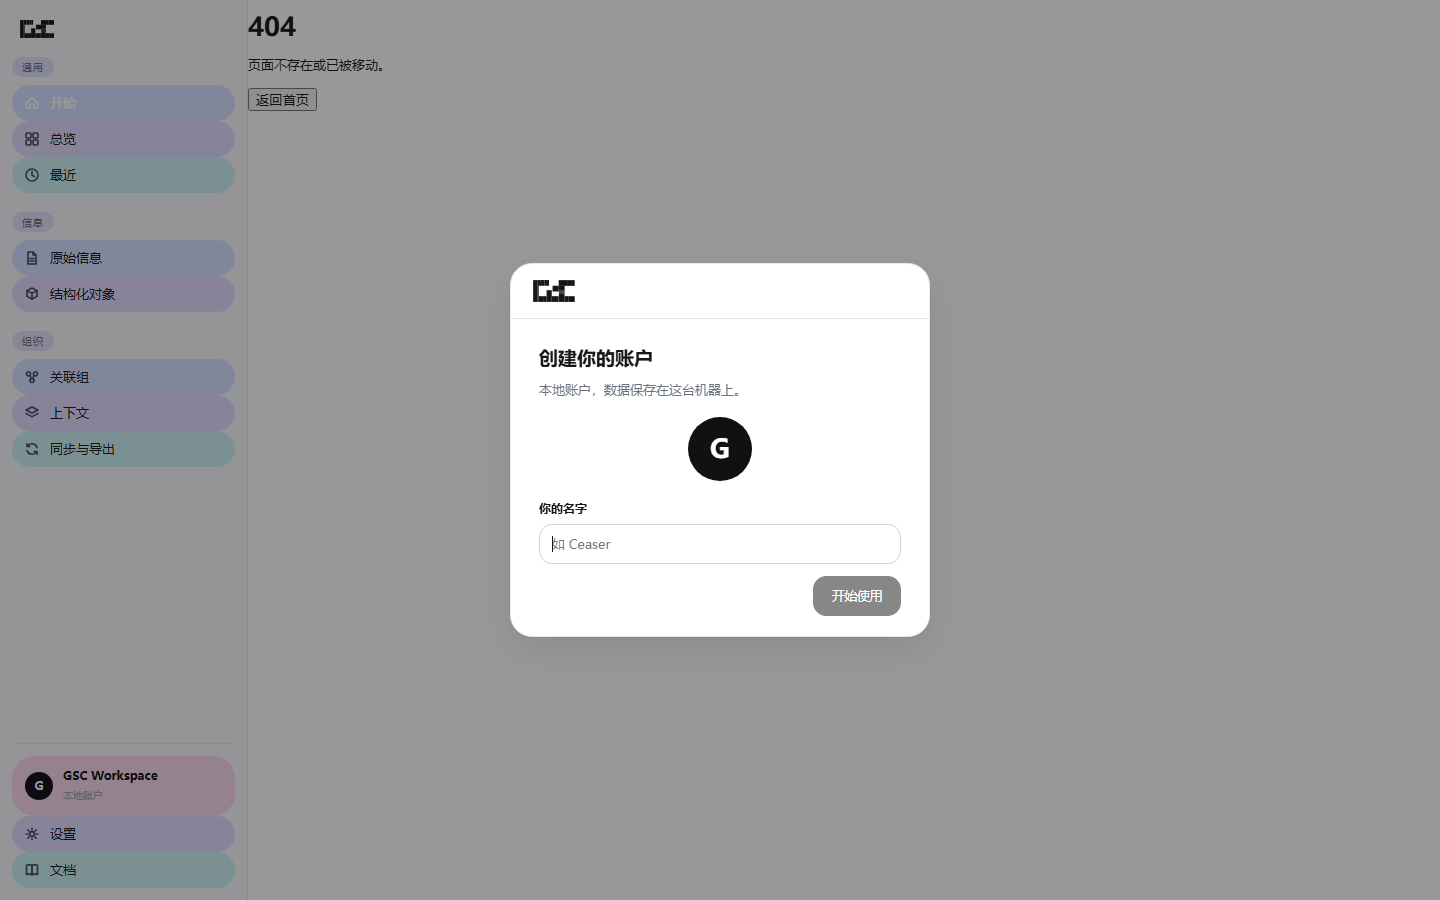 GSC
通用
开始
总览
最近
信息
原始信息
结构化对象
组织
关联组
上下文
同步与导出
G
GSC Workspace
本地账户
设置
文档
404
页面不存在或已被移动。
返回首页
GSC
创建你的账户
本地账户，数据保存在这台机器上。
G
你的名字
如 Ceaser
开始使用